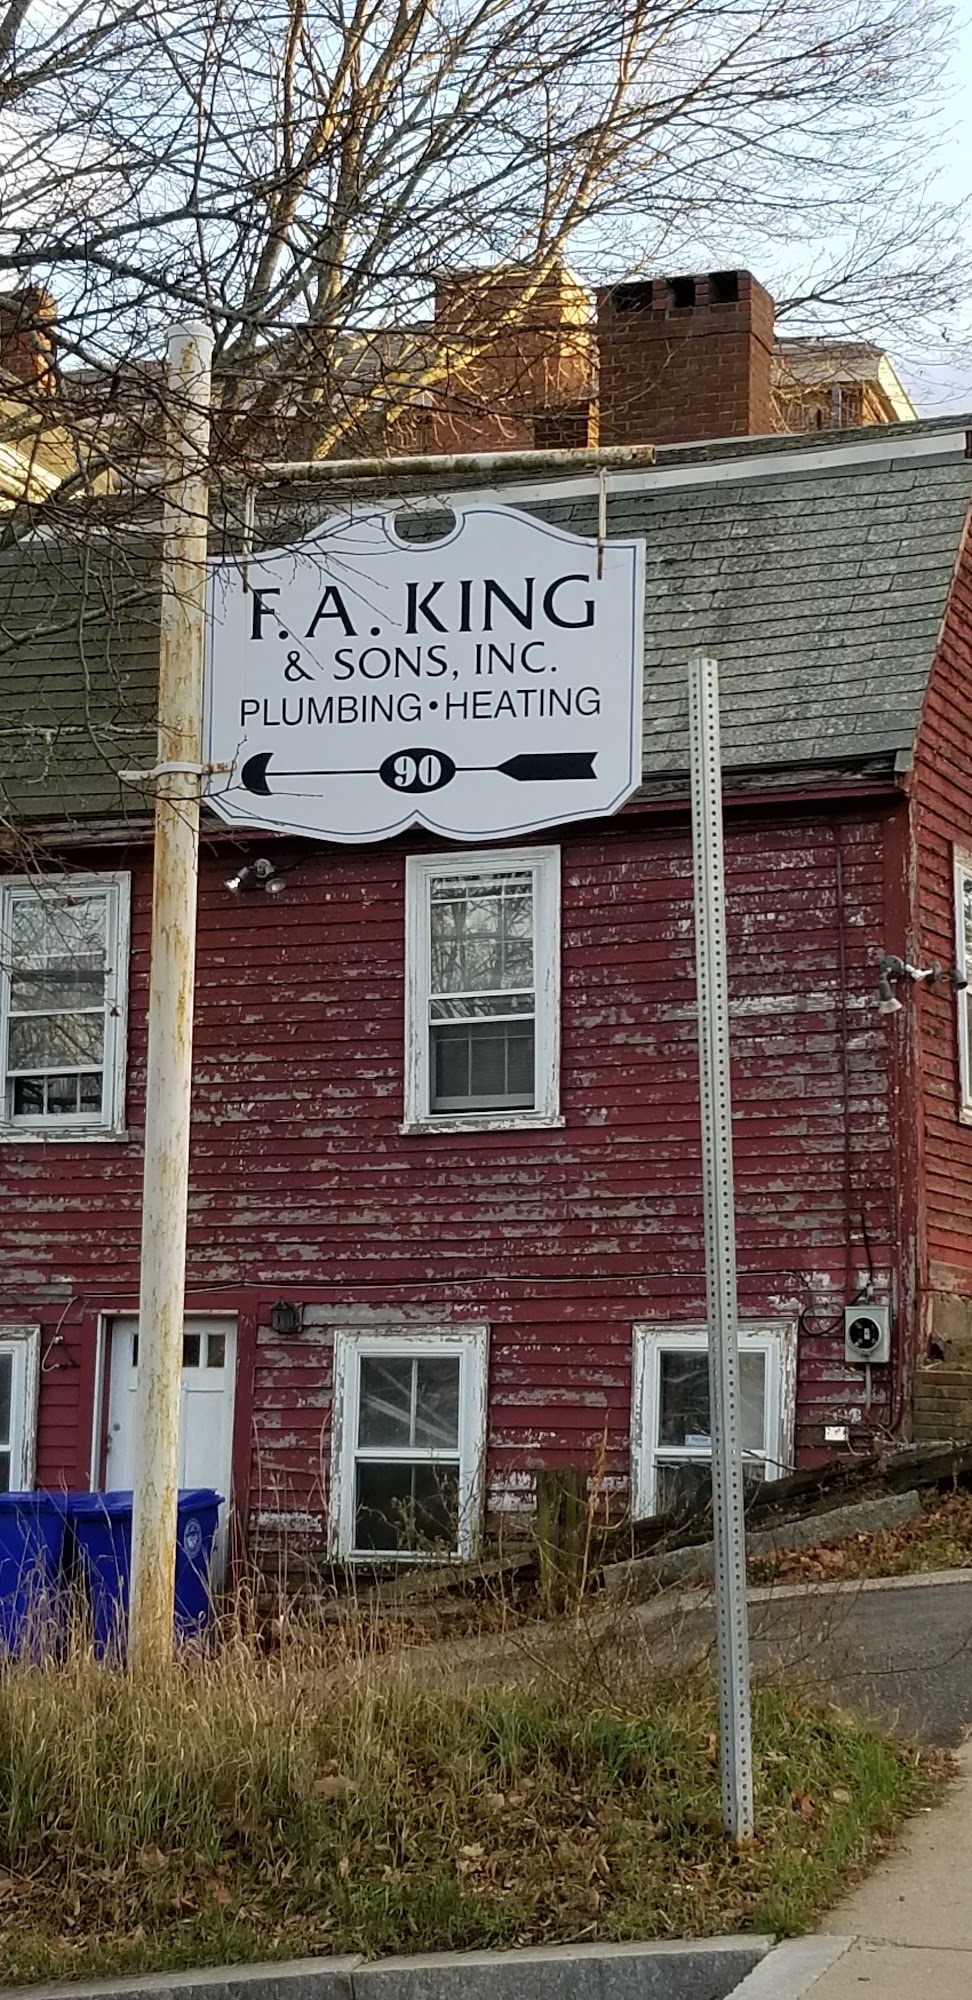 F. A. KING
& SONS, INC.
PLUMBING • HEATING
90